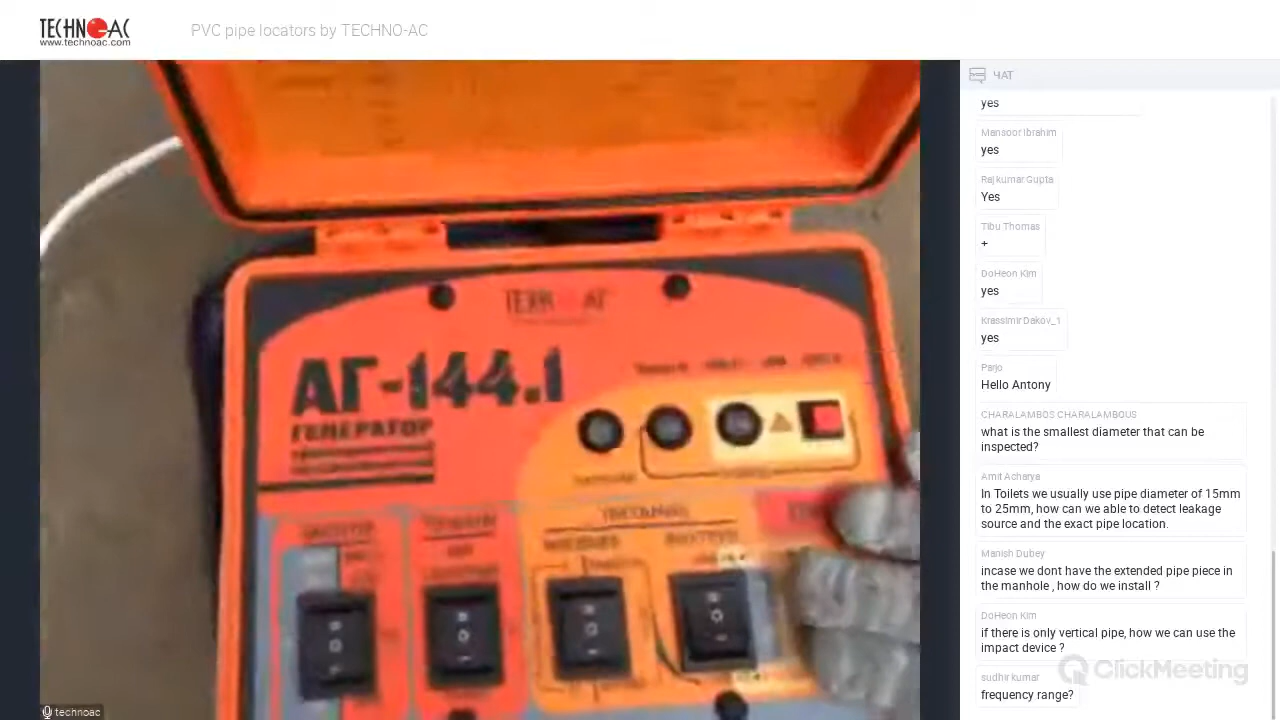 TECHNO-AC
www.technoac.com
PVC pipe locators by TECHNO-AC
ЧАТ
yes
Mansoor Ibrahim
yes
Rajkumar Gupta
Yes
Tibu Thomas
+
DoHeon Kim
yes
Krassimir Dakov_1
yes
Parjo
Hello Antony
CHARALAMBOS CHARALAMBOUS
what is the smallest diameter that can be
inspected?
Amit Acharya
In Toilets we usually use pipe diameter of 15mm
to 25mm, how can we able to detect leakage
source and the exact pipe location.
Manish Dubey
incase we dont have the extended pipe piece in
the manhole , how do we install ?
DoHeon Kim
if there is only vertical pipe, how we can use the
impact device ?
sudhir kumar
frequency range?
ClickMeeting
АГ-144.1
ГЕНЕРАТОР
technoac